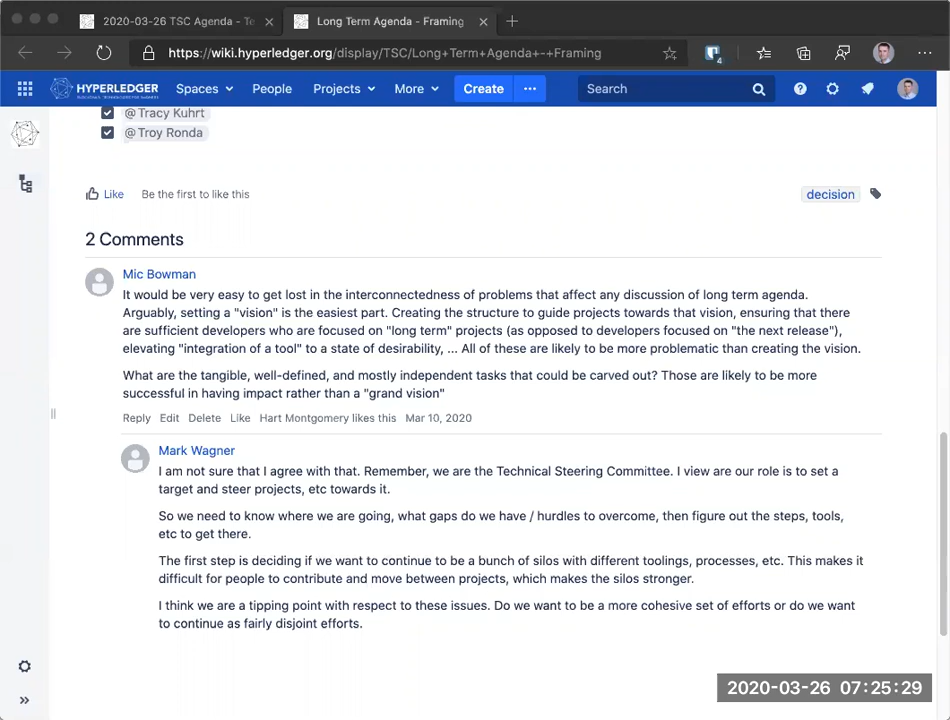 2020-03-26 TSC Agenda - Te
Long Term Agenda - Framing
https://wiki.hyperledger.org/display/TSC/Long+Term+Agenda+-+Framing
4
HYPERLEDGER
Spaces
People
Projects
More
Create
Search
@Tracy Kuhrt
@Troy Ronda
Like
Be the first to like this
decision
2 Comments
Mic Bowman
It would be very easy to get lost in the interconnectedness of problems that affect any discussion of long term agenda.
Arguably, setting a "vision" is the easiest part. Creating the structure to guide projects towards that vision, ensuring that there
are sufficient developers who are focused on "long term" projects (as opposed to developers focused on "the next release"),
elevating "integration of a tool" to a state of desirability, ... All of these are likely to be more problematic than creating the vision.
What are the tangible, well-defined, and mostly independent tasks that could be carved out? Those are likely to be more
successful in having impact rather than a "grand vision"
Reply Edit Delete Like Hart Montgomery likes this Mar 10, 2020
Mark Wagner
I am not sure that I agree with that. Remember, we are the Technical Steering Committee. I view are our role is to set a
target and steer projects, etc towards it.
So we need to know where we are going, what gaps do we have / hurdles to overcome, then figure out the steps, tools,
etc to get there.
The first step is deciding if we want to continue to be a bunch of silos with different toolings, processes, etc. This makes it
difficult for people to contribute and move between projects, which makes the silos stronger.
I think we are a tipping point with respect to these issues. Do we want to be a more cohesive set of efforts or do we want
to continue as fairly disjoint efforts.
2020-03-26 07:25:29